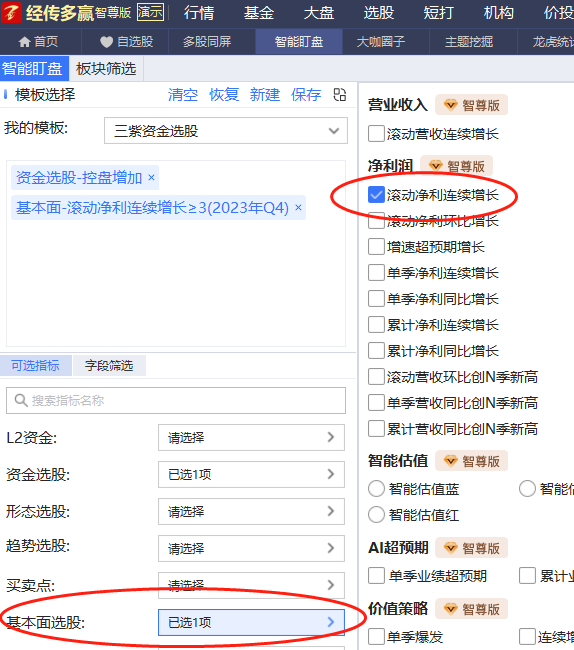 经传多赢 智尊版 演示 行情 基金 大盘 选股 短打 机构 价投
首页 自选股 多股同屏 智能盯盘 大咖圈子 主题挖掘 龙虎统计
智能盯盘 板块筛选
模板选择 清空 恢复 新建 保存
我的模板: 三紫资金选股
资金选股-控盘增加 ×
基本面-滚动净利连续增长≥3(2023年Q4) ×
可选指标 字段筛选
搜索指标名称
L2资金: 请选择
资金选股: 已选1项
形态选股: 请选择
趋势选股: 请选择
买卖点: 请选择
基本面选股: 已选1项
营业收入 智尊版
滚动营收连续增长
净利润 智尊版
滚动净利连续增长
滚动净利环比增长
增速超预期增长
单季净利连续增长
单季净利同比增长
累计净利连续增长
累计净利同比增长
滚动营收环比创N季新高
单季营收同比创N季新高
累计营收同比创N季新高
智能估值 智尊版
智能估值蓝 智能估
智能估值红
AI超预期 智尊版
单季业绩超预期 累计业
价值策略 智尊版
单季爆发 连续增